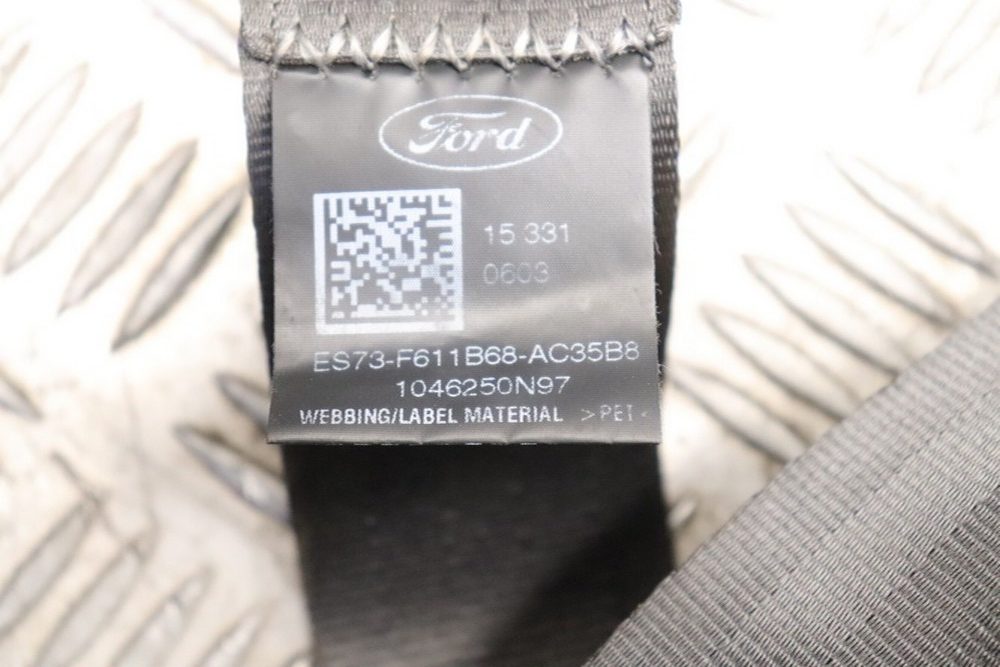 Ford
15 331
0603
ES73-F611B68-AC35B8
1046250N97
WEBBING/LABEL MATERIAL >PET<